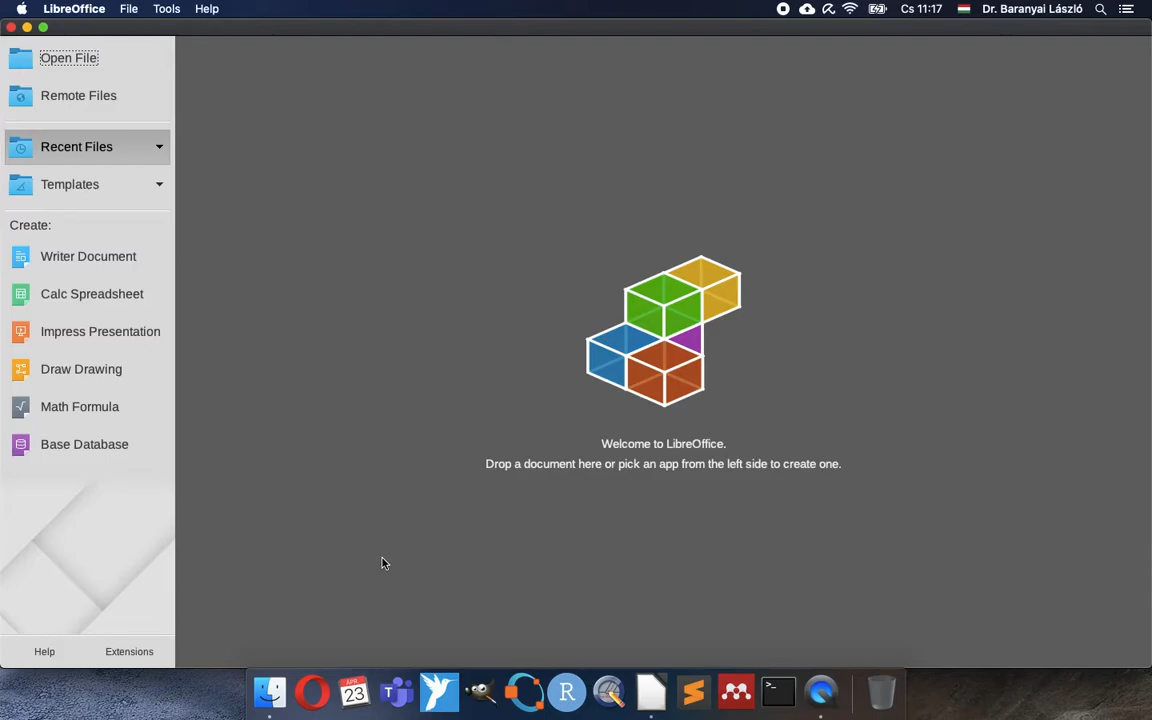 LibreOffice File Tools Help Cs 11:17 Dr. Baranyai László
Open File
Remote Files
Recent Files
Templates
Create:
Writer Document
Calc Spreadsheet
Impress Presentation
Draw Drawing
Math Formula
Base Database
Welcome to LibreOffice.
Drop a document here or pick an app from the left side to create one.
Help Extensions
APR
23
T
R